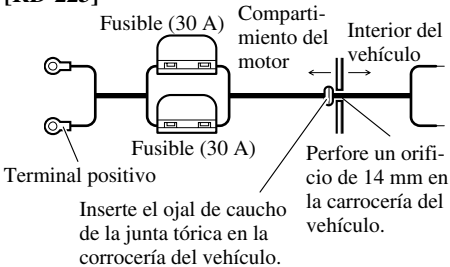 [RD-223]
Fusible (30 A)
Comparti-
miento del
motor
Interior del
vehículo
Fusible (30 A)
Terminal positivo
Perfore un orifi-
cio de 14 mm en
la carrocería del
vehículo.
Inserte el ojal de caucho
de la junta tórica en la
corrocería del vehículo.